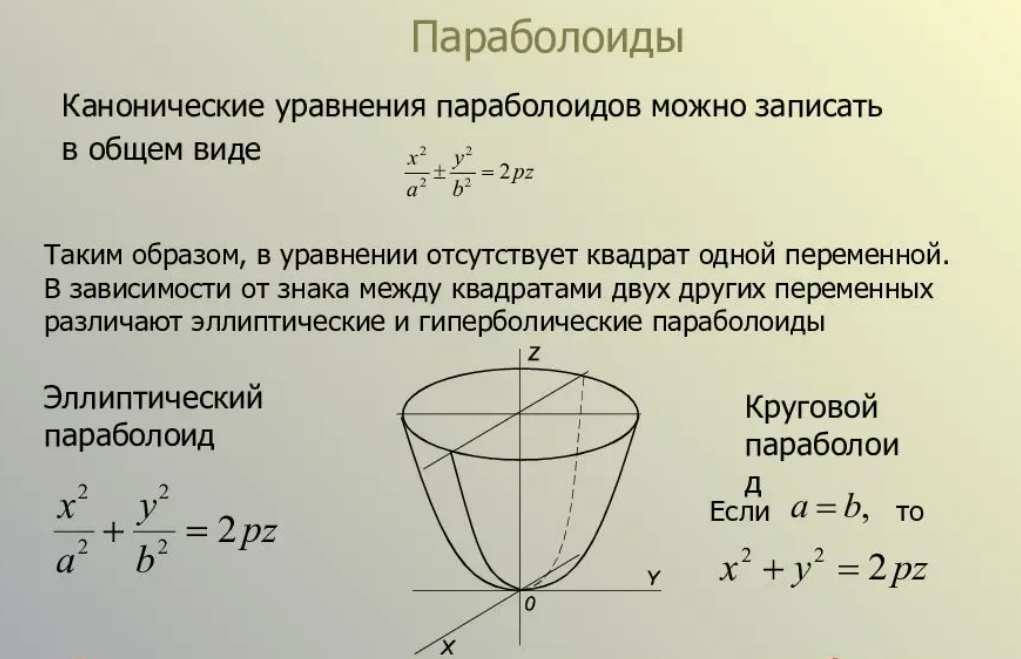 Параболоиды
Канонические уравнения параболоидов можно записать
в общем виде
x²/a² ± y²/b² = 2pz
Таким образом, в уравнении отсутствует квадрат одной переменной.
В зависимости от знака между квадратами двух других переменных
различают эллиптические и гиперболические параболоиды
Эллиптический
параболоид
x²/a² + y²/b² = 2pz
Z
Y
0
X
Круговой
параболои
д
Если a = b, то
x² + y² = 2pz